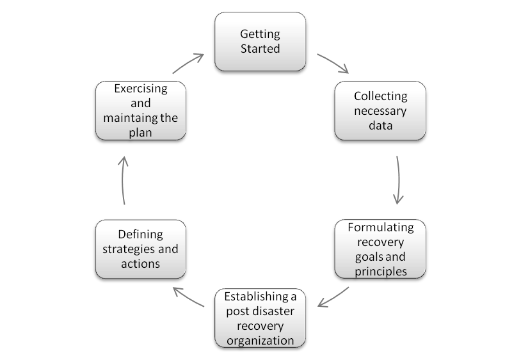 Getting
Started
Collecting
necessary
data
Formulating
recovery
goals and
principles
Establishing a
post disaster
recovery
organization
Defining
strategies and
actions
Exercising
and
maintaing the
plan